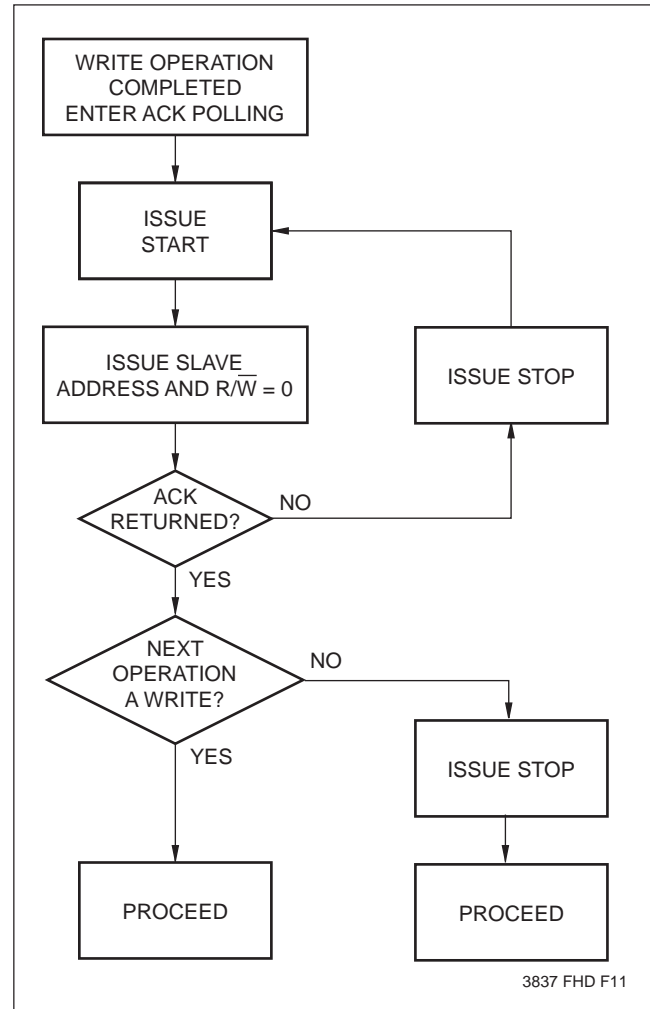 WRITE OPERATION
COMPLETED
ENTER ACK POLLING
ISSUE
START
ISSUE SLAVE
ADDRESS AND R/W̅ = 0
ISSUE STOP
ACK
RETURNED?
NO
YES
NEXT
OPERATION
A WRITE?
NO
YES
ISSUE STOP
PROCEED
PROCEED
3837 FHD F11